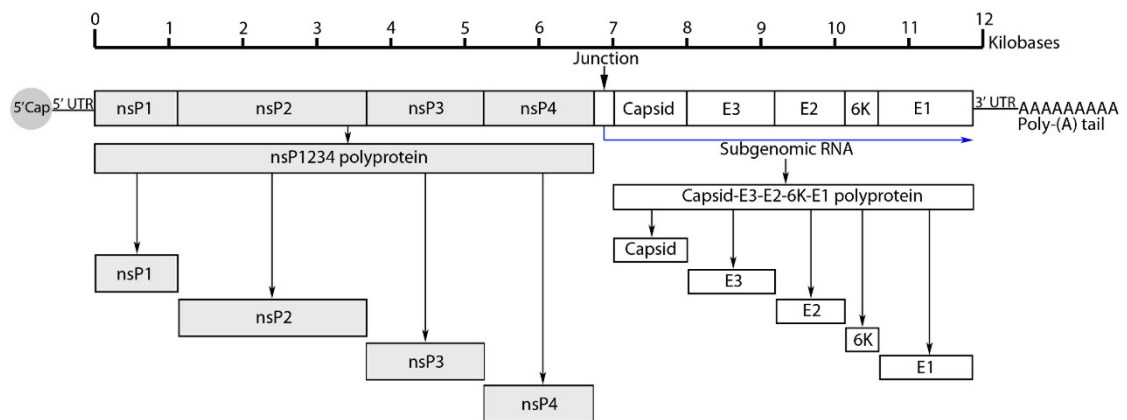 0 1 2 3 4 5 6 7 8 9 10 11 12
Kilobases
Junction
5'Cap 5' UTR nsP1 nsP2 nsP3 nsP4 Capsid E3 E2 6K E1 3' UTR AAAAAAAAA
Poly-(A) tail
nsP1234 polyprotein
Subgenomic RNA
Capsid-E3-E2-6K-E1 polyprotein
Capsid
nsP1
E3
nsP2
E2
6K
nsP3
E1
nsP4